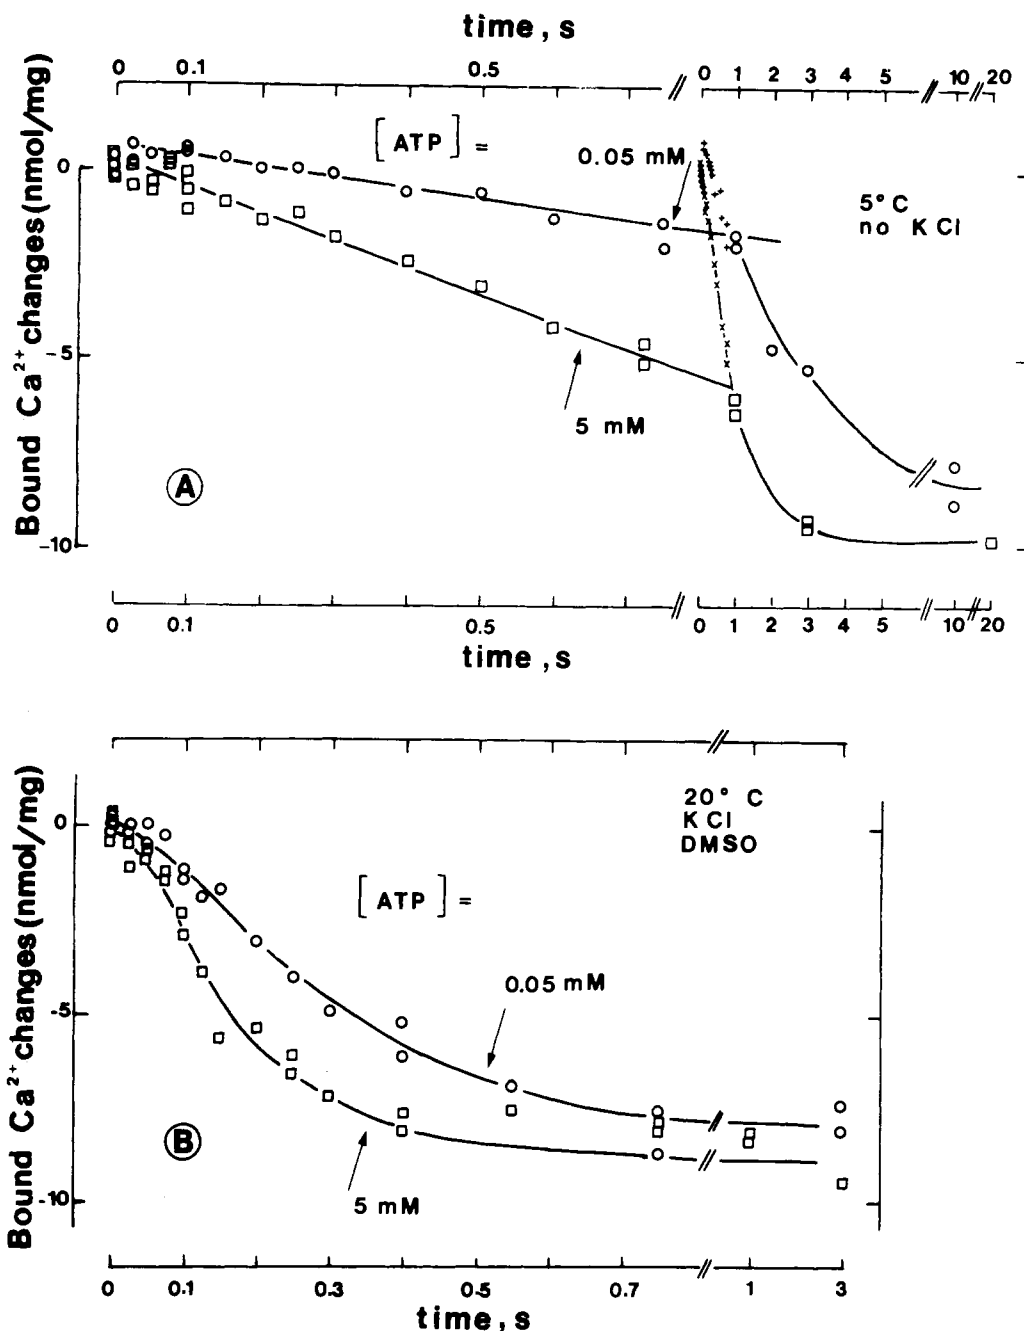 time, s
0 0.1 0.5 0 1 2 3 4 5 10 20
Bound Ca²⁺ changes (nmol/mg)
0
-5
-10
[ATP] =
0.05 mM
5°C
no KCl
5 mM
A
0 0.1 0.5 0 1 2 3 4 5 10 20
time, s
Bound Ca²⁺ changes (nmol/mg)
0
-5
-10
20° C
KCl
DMSO
[ATP] =
0.05 mM
5 mM
B
0 0.1 0.3 0.5 0.7 1 3
time, s